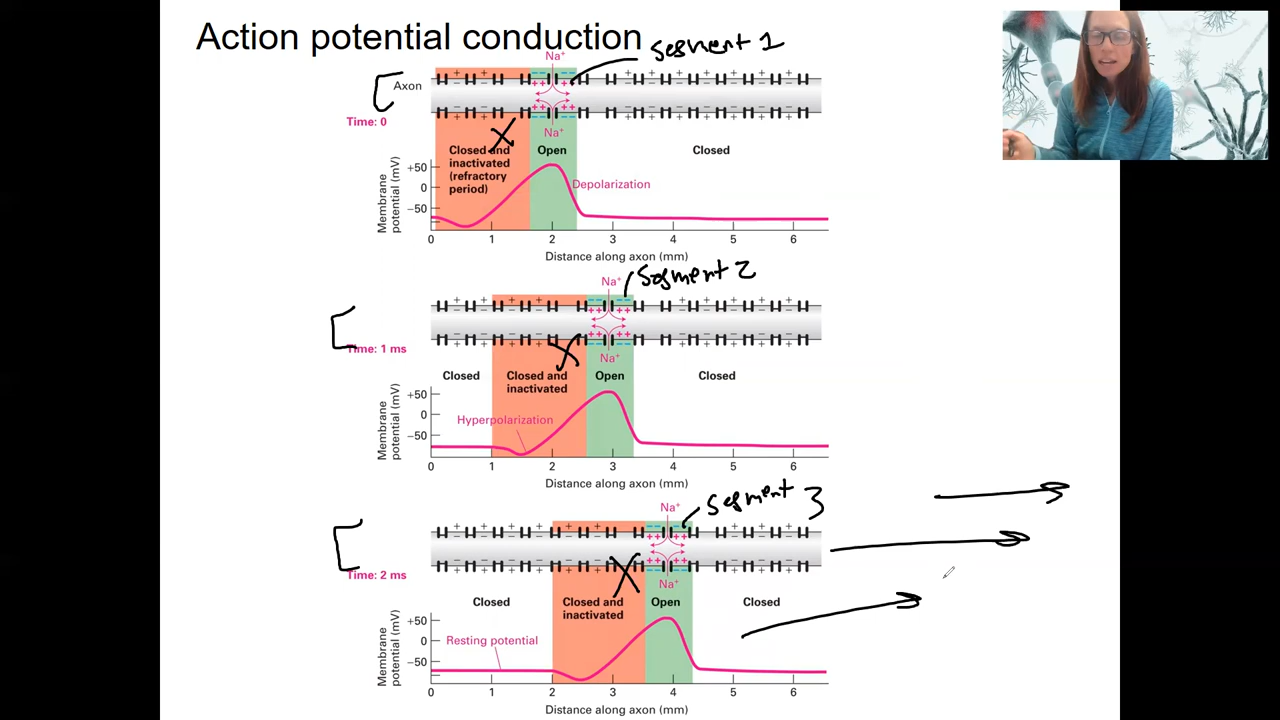 Action potential conduction
segment 1
Na⁺
Axon
Time: 0
Na⁺
Closed and
inactivated
(refractory
period)
Open
Closed
Membrane
potential (mV)
+50
0
−50
Depolarization
0 1 2 3 4 5 6
Distance along axon (mm)
Segment 2
Na⁺
Time: 1 ms
Na⁺
Closed
Closed and
inactivated
Open
Closed
Membrane
potential (mV)
+50
0
−50
Hyperpolarization
0 1 2 3 4 5 6
Distance along axon (mm)
Segment 3
Na⁺
Time: 2 ms
Na⁺
Closed
Closed and
inactivated
Open
Closed
Membrane
potential (mV)
+50
0
−50
Resting potential
0 1 2 3 4 5 6
Distance along axon (mm)